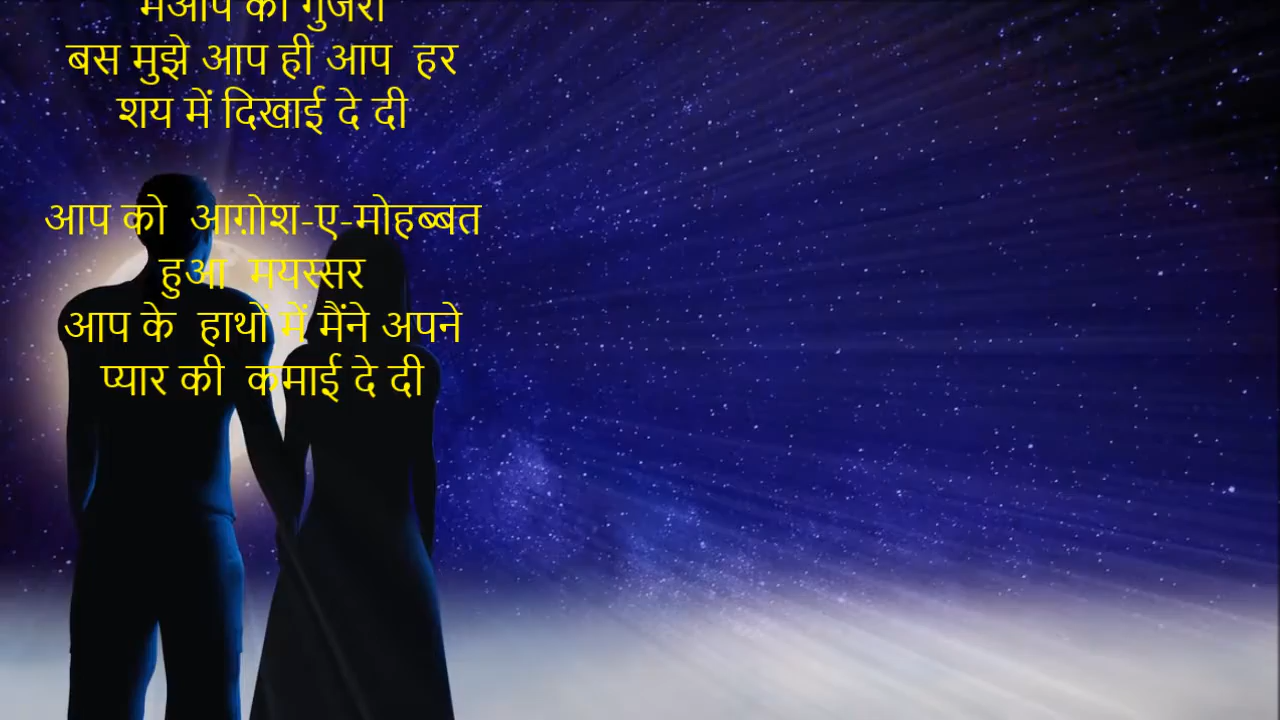 बस मुझे आप ही आप हर
शय में दिखाई दे दी
आप को आग़ोश-ए-मोहब्बत
हुआ मयस्सर
आप के हाथों में मैंने अपने
प्यार की कमाई दे दी